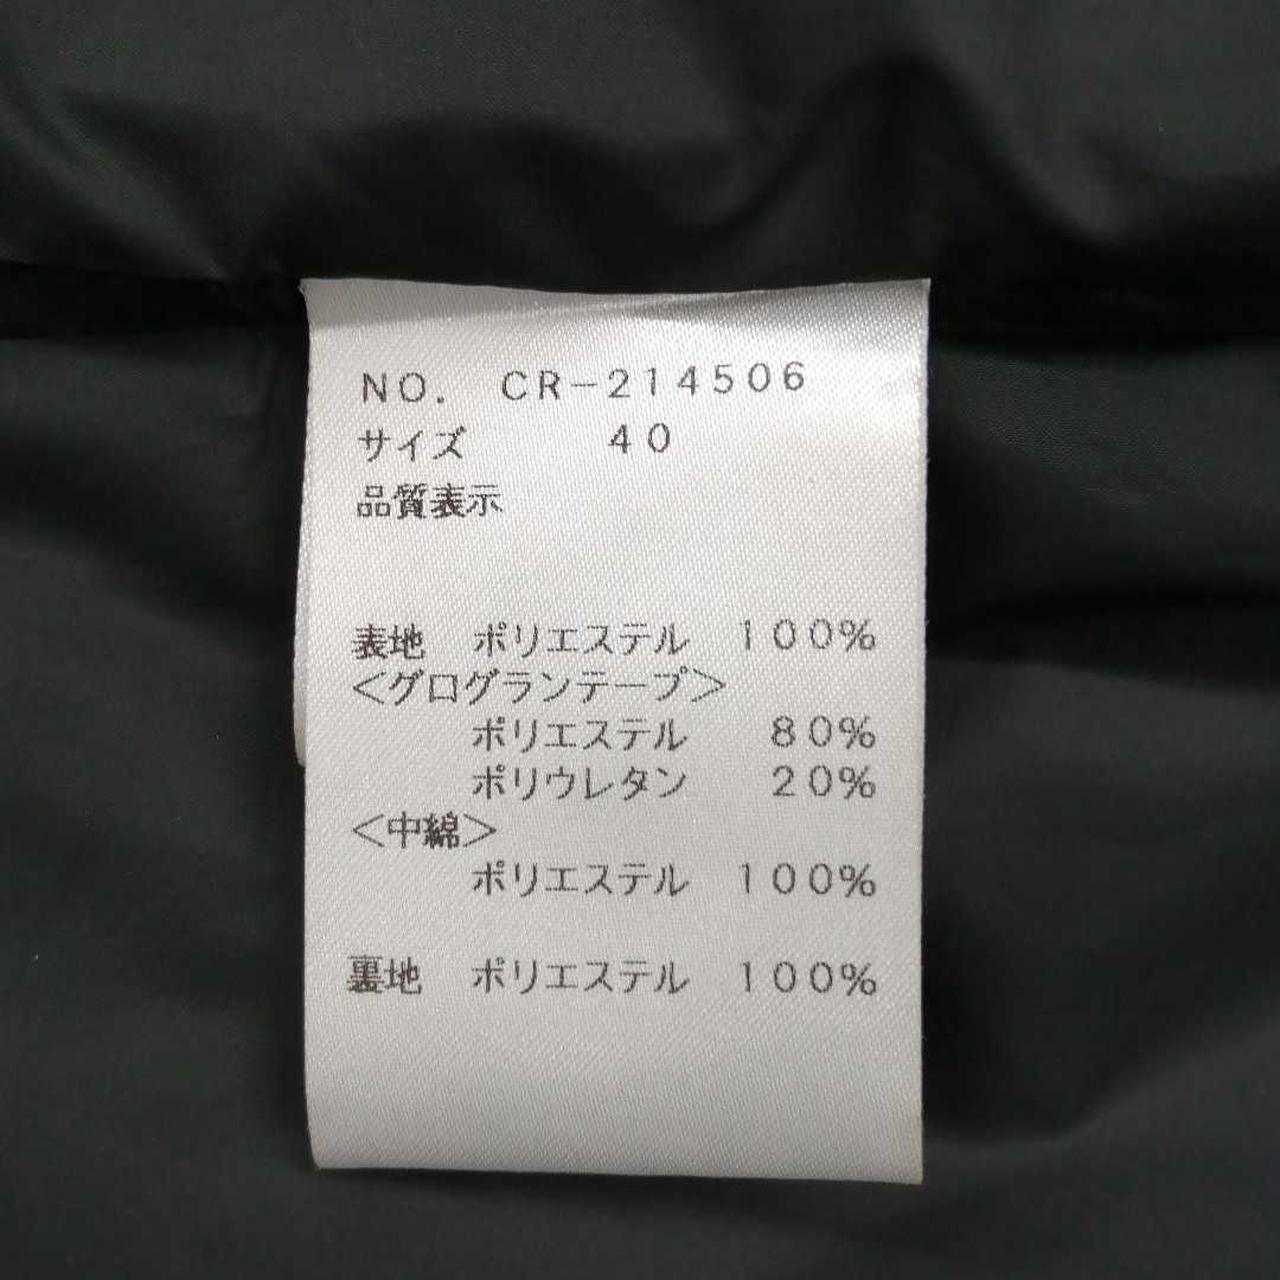 NO. CR-214506
サイズ 40
品質表示
表地 ポリエステル 100%
<グログランテープ>
ポリエステル 80%
ポリウレタン 20%
<中綿>
ポリエステル 100%
裏地 ポリエステル 100%